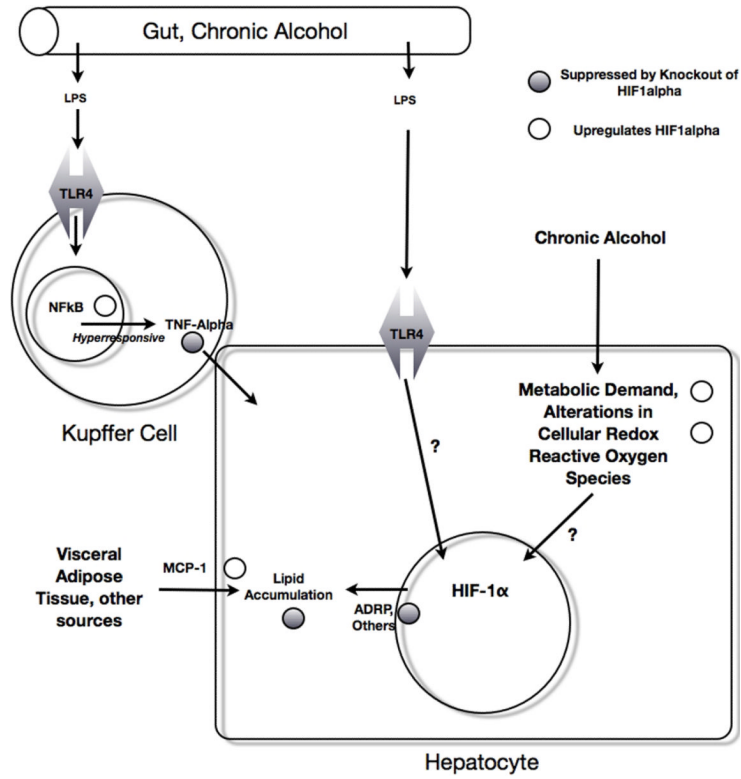 Gut, Chronic Alcohol
LPS
LPS
Suppressed by Knockout of
HIF1alpha
Upregulates HIF1alpha
TLR4
Chronic Alcohol
NFkB
TNF-Alpha
Hyperresponsive
TLR4
Kupffer Cell
Metabolic Demand,
Alterations in
Cellular Redox
Reactive Oxygen
Species
?
?
Visceral
Adipose
Tissue, other
sources
MCP-1
Lipid
Accumulation
ADRP,
Others
HIF-1α
Hepatocyte